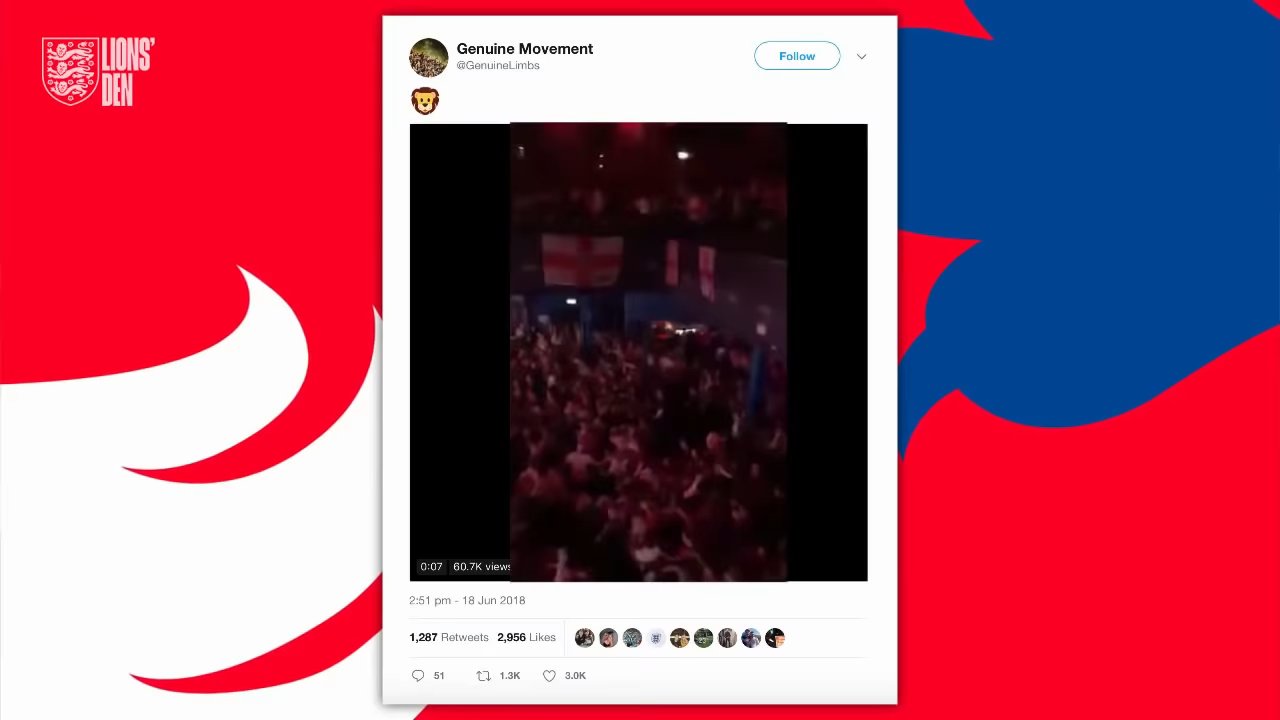 LIONS'
DEN
Genuine Movement
@GenuineLimbs
Follow
0:07 60.7K views
2:51 pm - 18 Jun 2018
1,287 Retweets 2,956 Likes
51 1.3K 3.0K